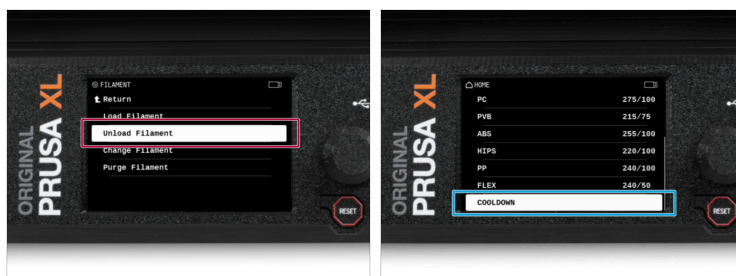 ORIGINAL
PRUSA XL
FILAMENT
Return
Load Filament
Unload Filament
Change Filament
Purge Filament
RESET
ORIGINAL
PRUSA XL
HOME
PC 275/100
PVB 215/75
ABS 255/100
HIPS 220/100
PP 240/100
FLEX 240/50
COOLDOWN
RESET